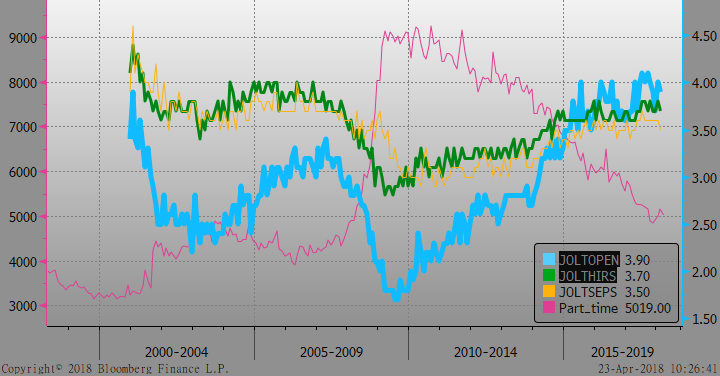 9000
8000
7000
6000
5000
4000
3000
4.50
4.00
3.50
3.00
2.50
2.00
1.50
JOLTOPEN 3.90
JOLTHIRS 3.70
JOLTSEPS 3.50
Part_time 5019.00
2000-2004 2005-2009 2010-2014 2015-2019
Copyright© 2018 Bloomberg Finance L.P. 23-Apr-2018 10:26:41